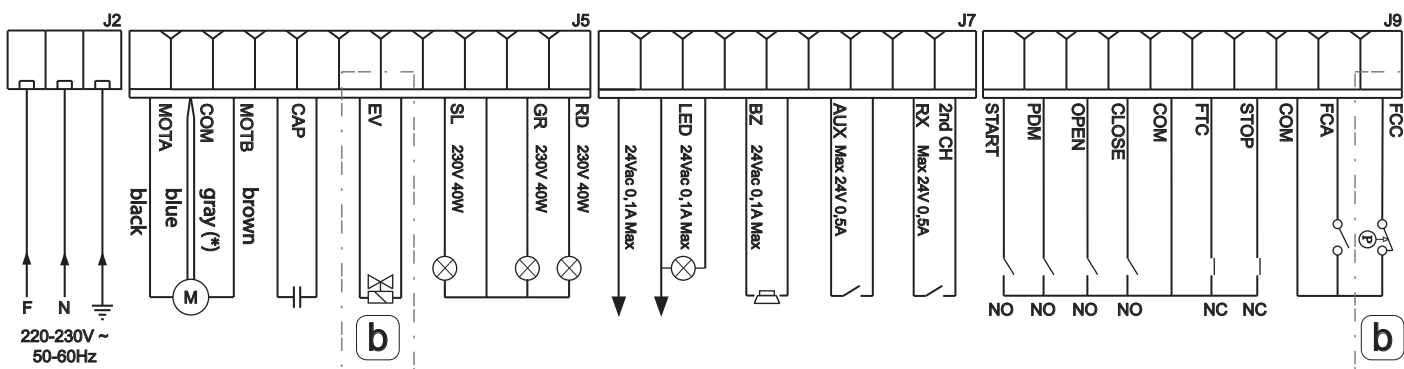 J2
J5
J7
J9
F
N
220-230V ~
50-60Hz
MOTA
COM
MOTB
black
blue
gray (*)
brown
M
CAP
EV
b
SL 230V 40W
GR 230V 40W
RD 230V 40W
24Vac 0,1A Max
LED 24Vac 0,1A Max
BZ 24Vac 0,1A Max
AUX Max 24V 0,5A
RX Max 24V 0,5A
2nd CH
START
PDM
OPEN
CLOSE
COM
FTC
STOP
COM
FCA
FCC
P
NO NO NO NO NC NC
b